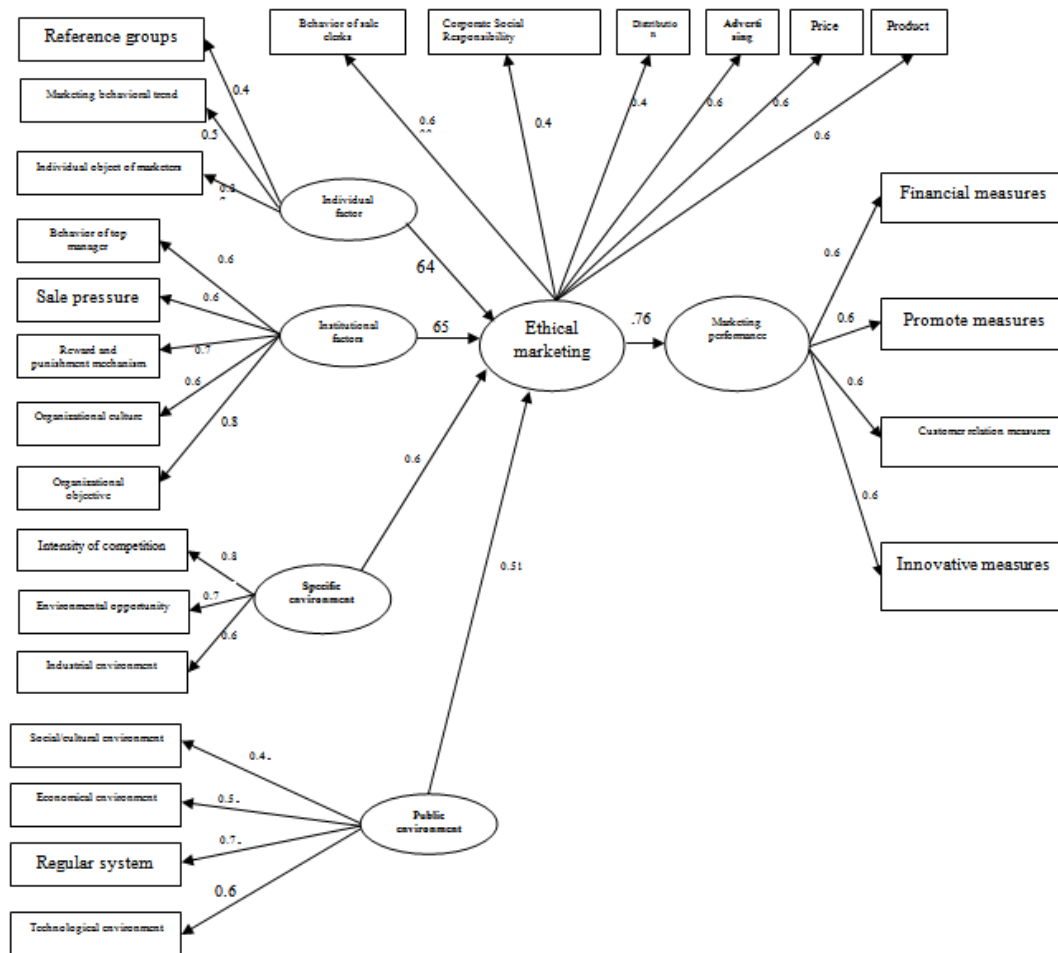 Reference groups
Marketing behavioral trend
Individual object of marketers
Behavior of top
manager
Sale pressure
Reward and
punishment mechanism
Organizational culture
Organizational
objective
Intensity of competition
Environmental opportunity
Industrial environment
Social/cultural environment
Economical environment
Regular system
Technological environment
Behavior of sale
clerks
Corporate Social
Responsibility
Distributio
n
Adverti
sing
Price
Product
0.4
0.5
0.6
0.4
0.4
0.6
0.6
0.6
Individual
factor
64
0.6
0.6
0.7
0.6
0.8
Institutional
factors
65
Ethical
marketing
.76
Marketing
performance
0.6
0.6
0.6
0.6
Financial measures
Promote measures
Customer relation measures
Innovative measures
0.8
0.7
0.6
Specific
environment
0.6
0.51
0.4
0.5
0.7
0.6
Public
environment